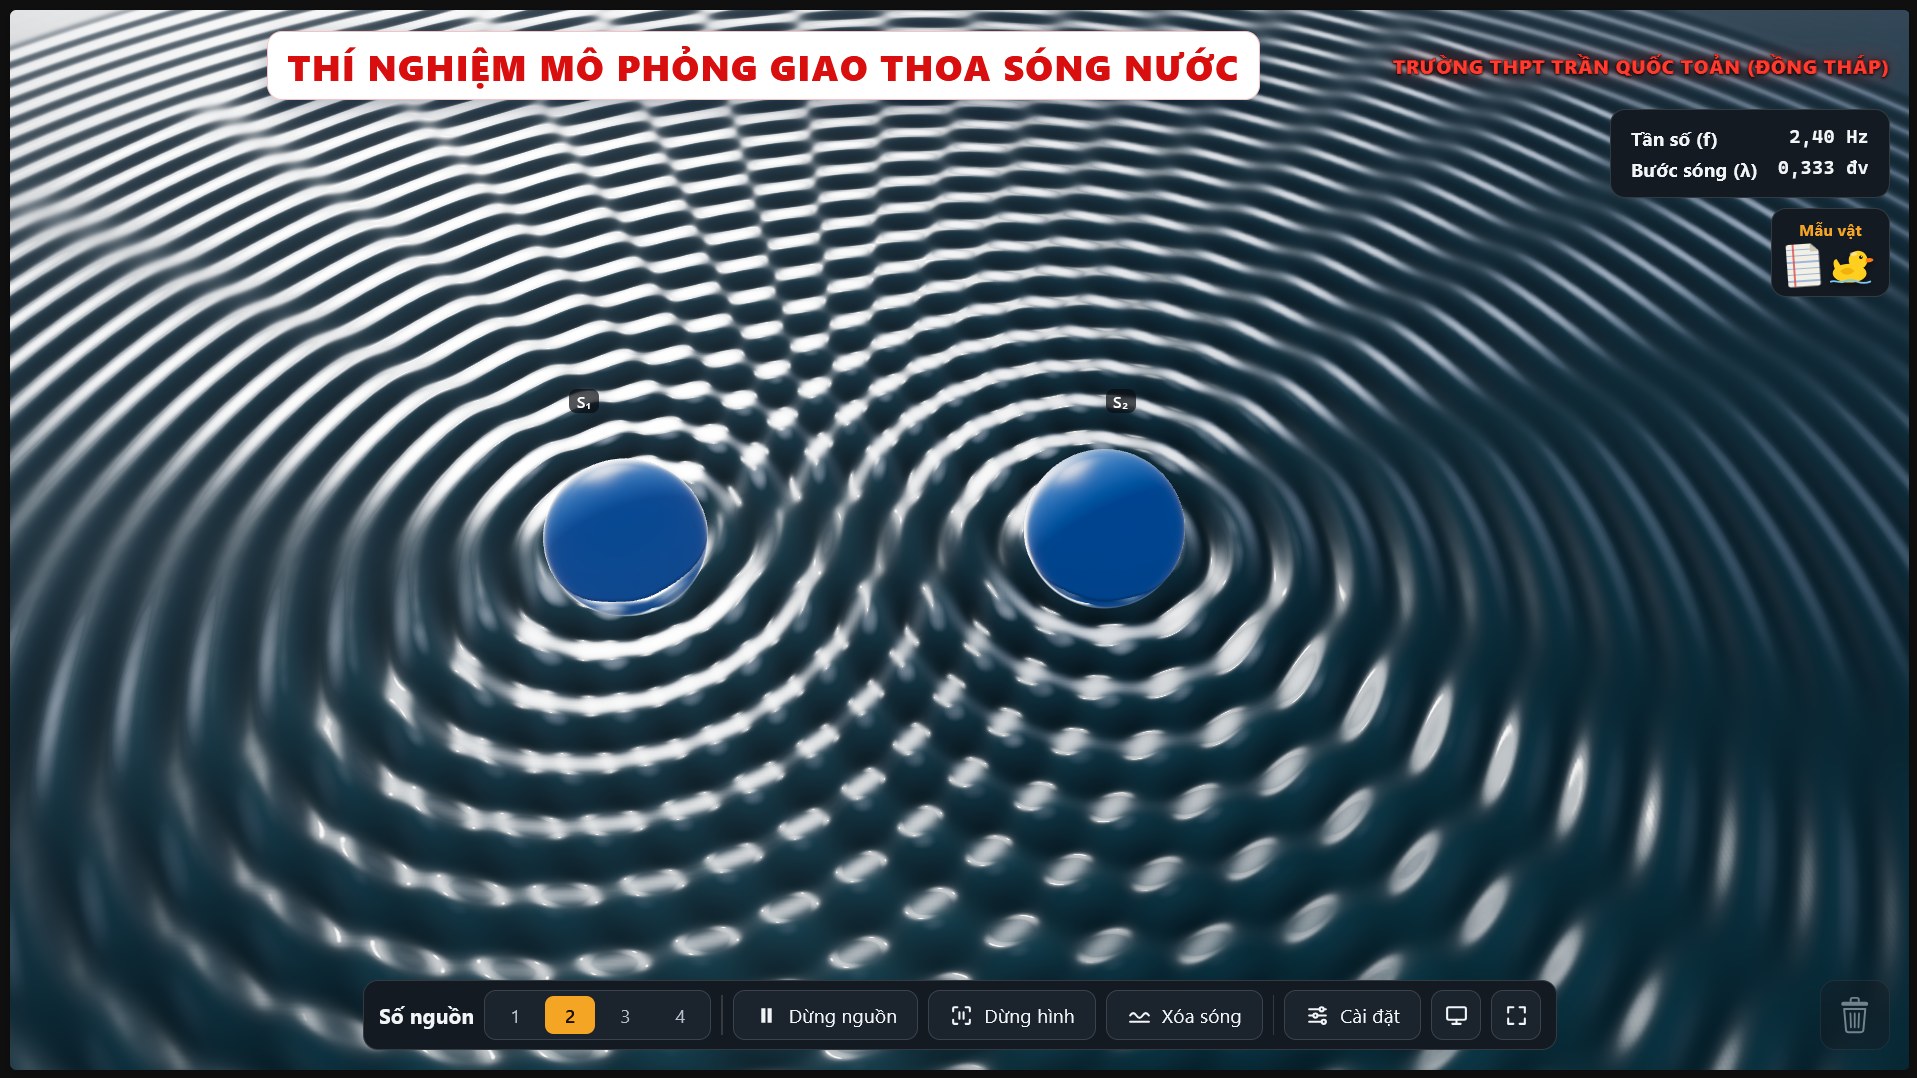 THÍ NGHIỆM MÔ PHỎNG GIAO THOA SÓNG NƯỚC
TRƯỜNG THPT TRẦN QUỐC TOẢN (ĐỒNG THÁP)
Tần số (f) 2,40 Hz
Bước sóng (λ) 0,333 đv
Mẫu vật
S₁
S₂
Số nguồn 1 2 3 4 Dừng nguồn Dừng hình Xóa sóng Cài đặt